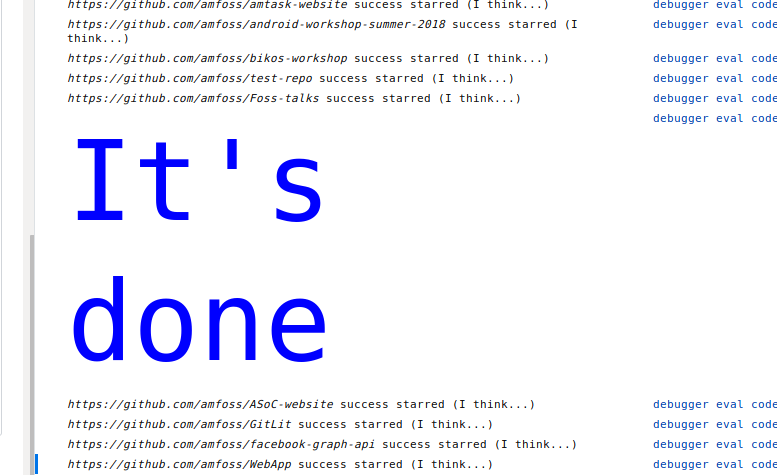 https://github.com/amfoss/amtask-website success starred (I think...) debugger eval code
https://github.com/amfoss/android-workshop-summer-2018 success starred (I debugger eval code
think...)
https://github.com/amfoss/bikos-workshop success starred (I think...) debugger eval code
https://github.com/amfoss/test-repo success starred (I think...) debugger eval code
https://github.com/amfoss/Foss-talks success starred (I think...) debugger eval code
debugger eval code
It's
done
https://github.com/amfoss/ASoC-website success starred (I think...) debugger eval code
https://github.com/amfoss/GitLit success starred (I think...) debugger eval code
https://github.com/amfoss/facebook-graph-api success starred (I think...) debugger eval code
https://github.com/amfoss/WebApp success starred (I think...) debugger eval code